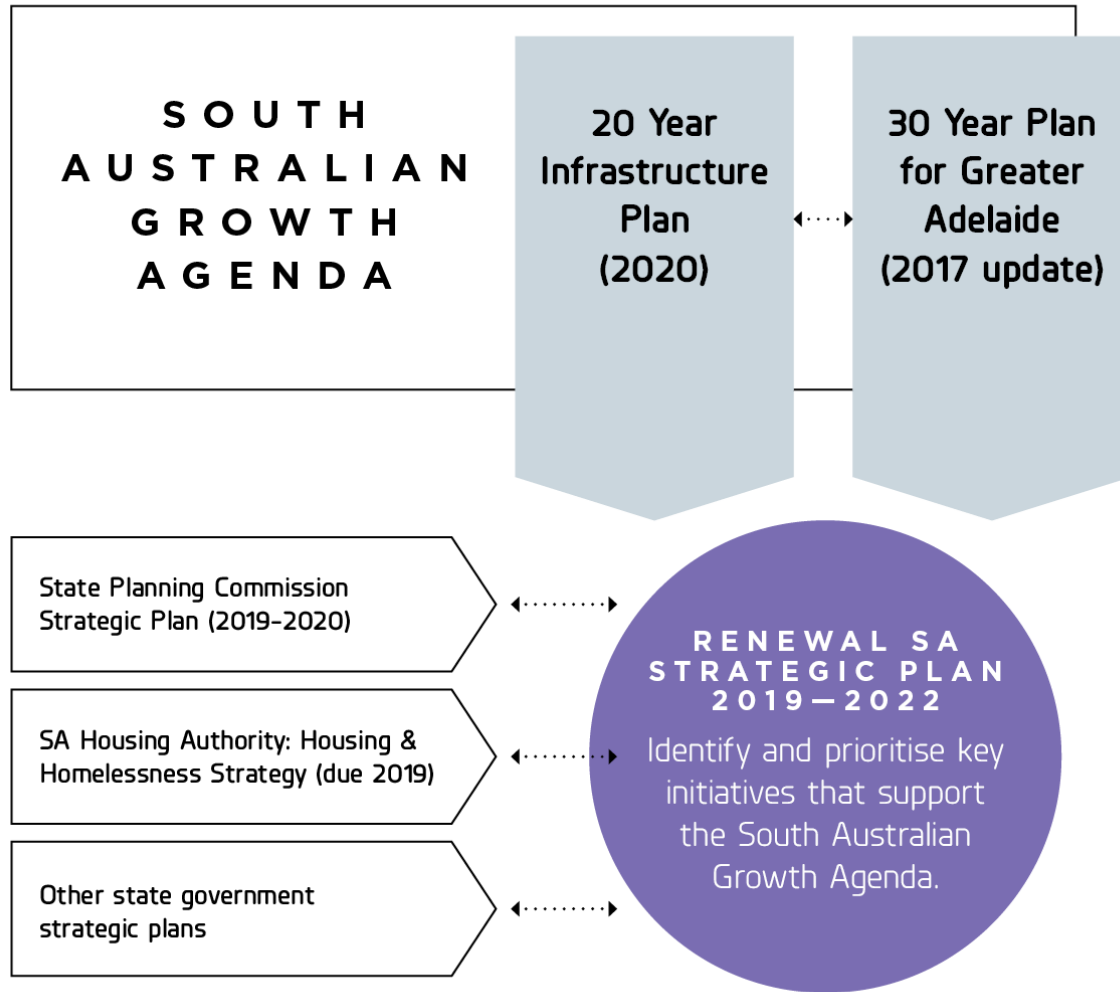 SOUTH
AUSTRALIAN
GROWTH
AGENDA
20 Year
Infrastructure
Plan
(2020)
30 Year Plan
for Greater
Adelaide
(2017 update)
State Planning Commission
Strategic Plan (2019-2020)
SA Housing Authority: Housing &
Homelessness Strategy (due 2019)
Other state government
strategic plans
RENEWAL SA
STRATEGIC PLAN
2019—2022
Identify and prioritise key
initiatives that support
the South Australian
Growth Agenda.